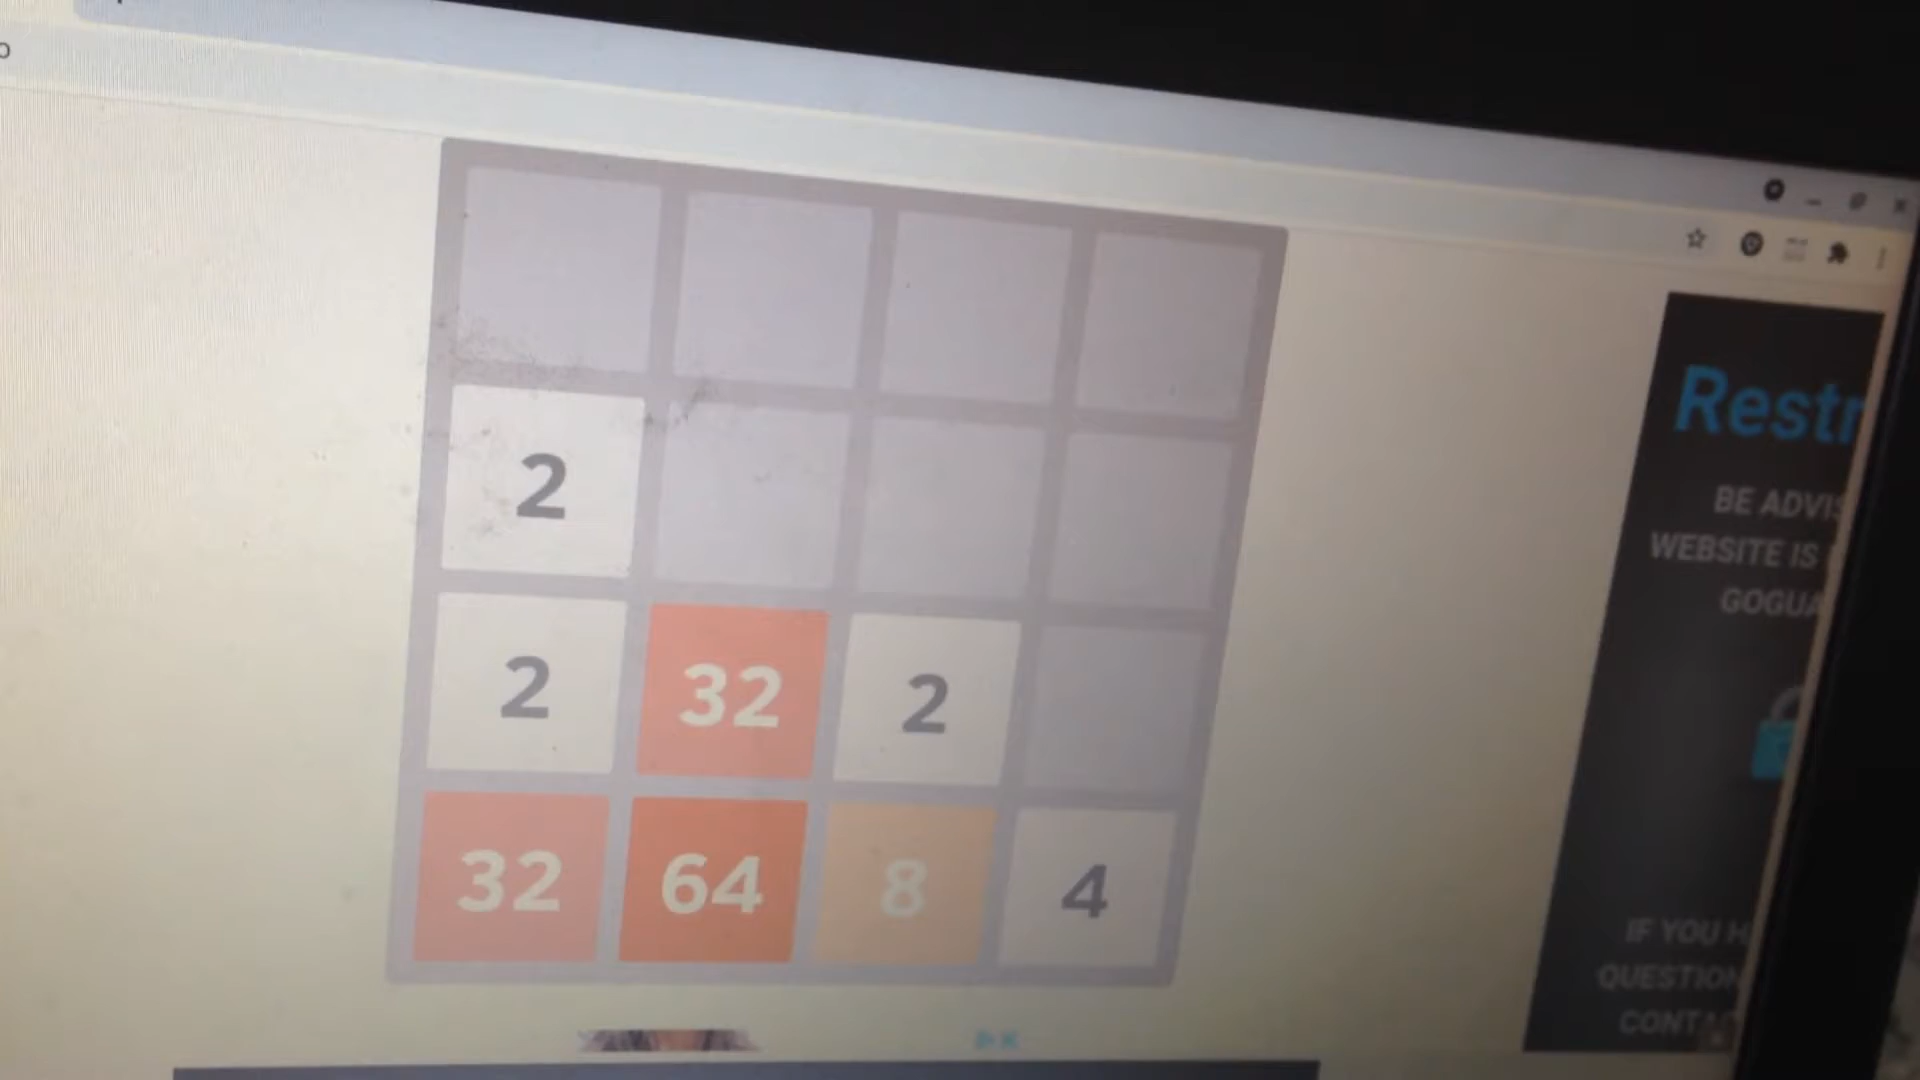 2
2 32 2
32 64 8 4
Restr
BE ADVIS
WEBSITE IS
GOGUA
IF YOU H
QUESTION
CONTA